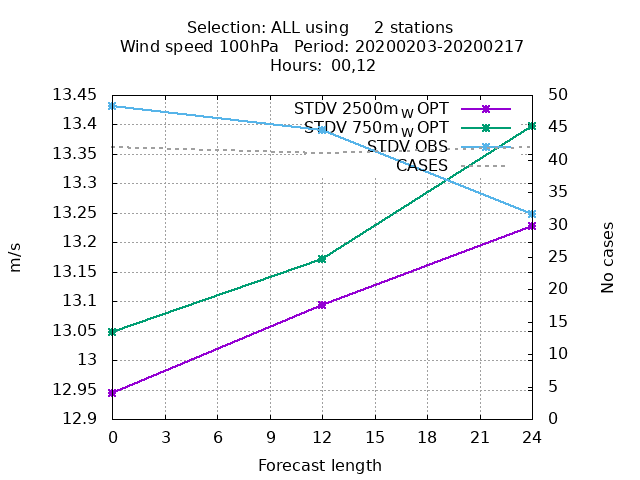 Selection: ALL using 2 stations
Wind speed 100hPa Period: 20200203-20200217
Hours: 00,12
13.45
13.4
13.35
13.3
13.25
13.2
13.15
13.1
13.05
13
12.95
12.9
50
45
40
35
30
25
20
15
10
5
0
STDV 2500m W OPT
STDV 750m W OPT
STDV OBS
CASES
m/s
No cases
0 3 6 9 12 15 18 21 24
Forecast length